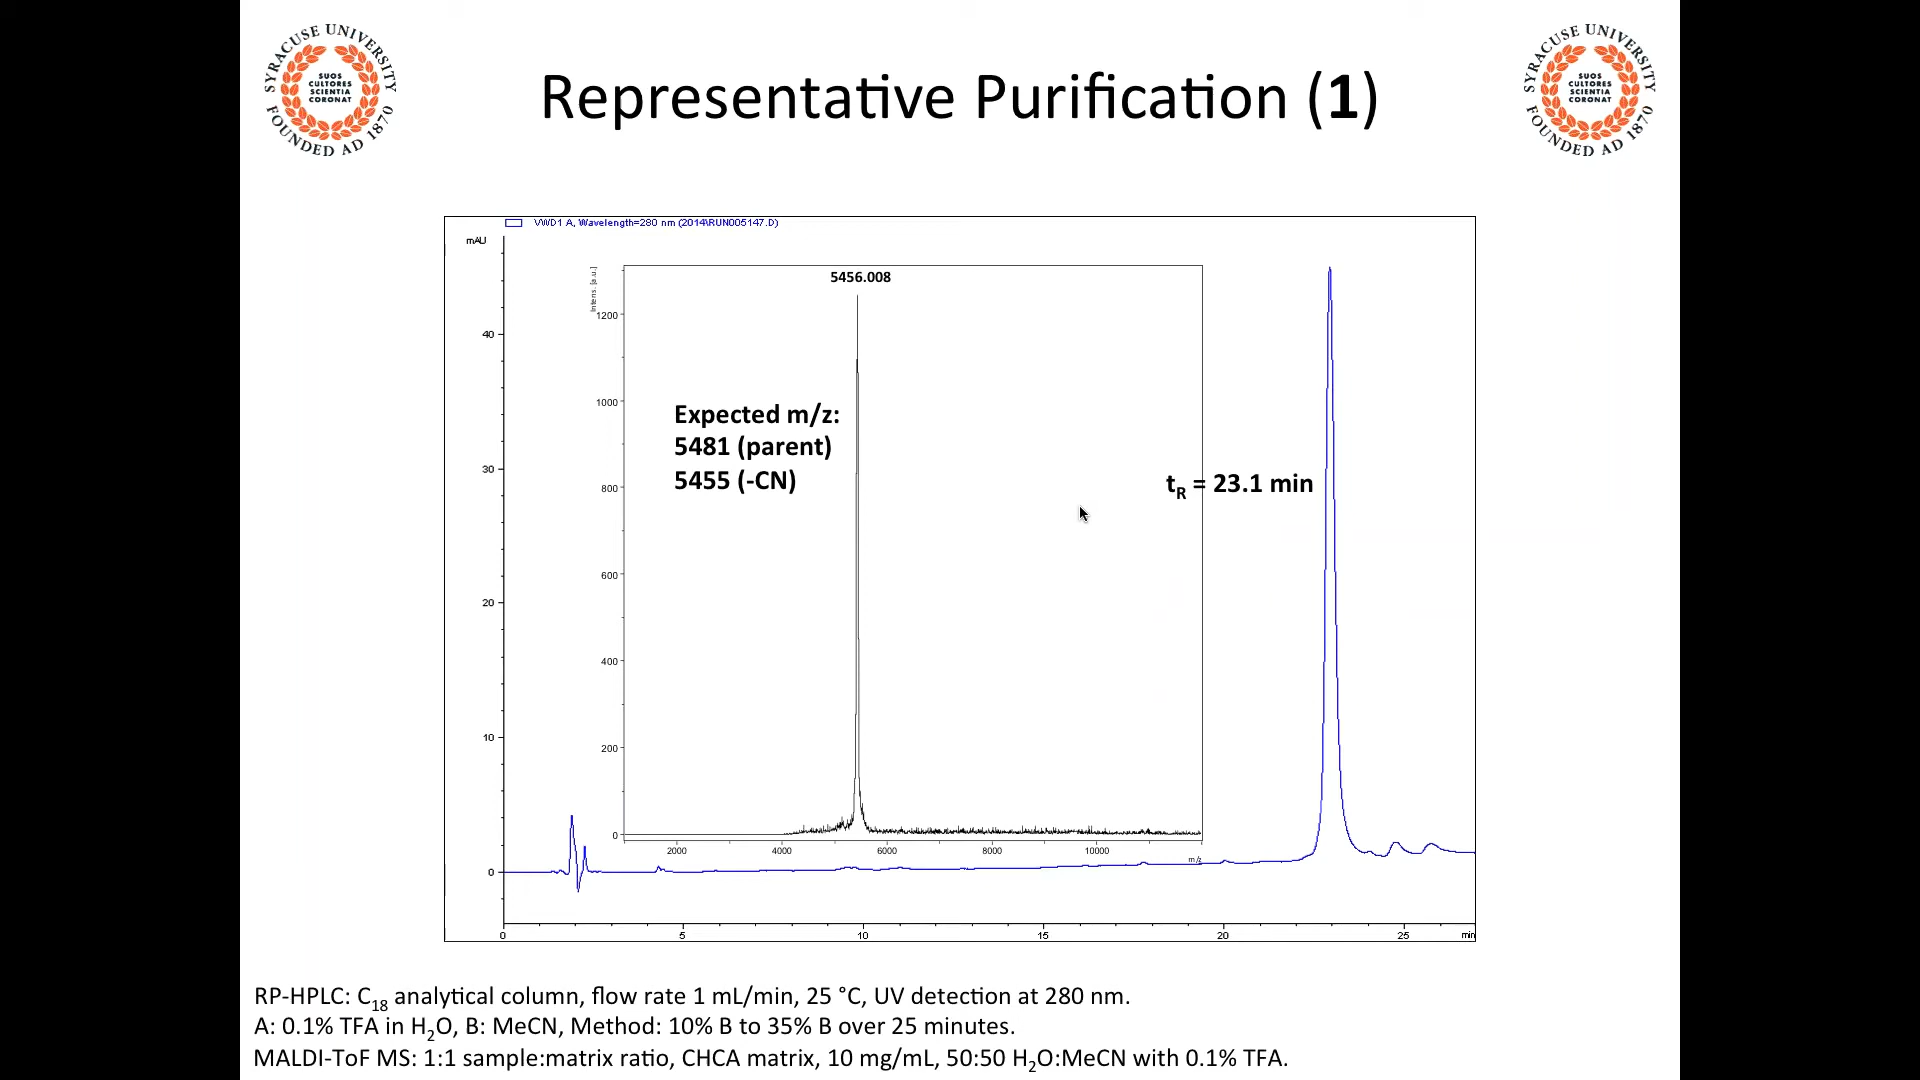 SYRACUSE UNIVERSITY
FOUNDED AD 1870
SUOS
CULTORES
SCIENTIA
CORONAT
Representative Purification (1)
SYRACUSE UNIVERSITY
FOUNDED AD 1870
SUOS
CULTORES
SCIENTIA
CORONAT
VWD1 A, Wavelength=280 nm (2014\RUN005147.D)
mAU
40
30
20
10
0
0
5
10
15
20
25
min
Intens. [a.u.]
5456.008
1200
1000
800
600
400
200
0
2000
4000
6000
8000
10000
m/z
Expected m/z:
5481 (parent)
5455 (-CN)
tR = 23.1 min
RP-HPLC: C18 analytical column, flow rate 1 mL/min, 25 °C, UV detection at 280 nm.
A: 0.1% TFA in H2O, B: MeCN, Method: 10% B to 35% B over 25 minutes.
MALDI-ToF MS: 1:1 sample:matrix ratio, CHCA matrix, 10 mg/mL, 50:50 H2O:MeCN with 0.1% TFA.